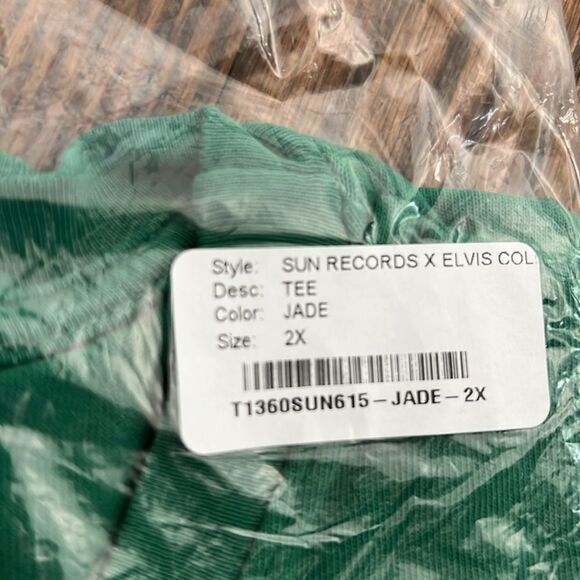 Style: SUN RECORDS X ELVIS COL
Desc: TEE
Color: JADE
Size: 2X
T1360SUN615-JADE-2X